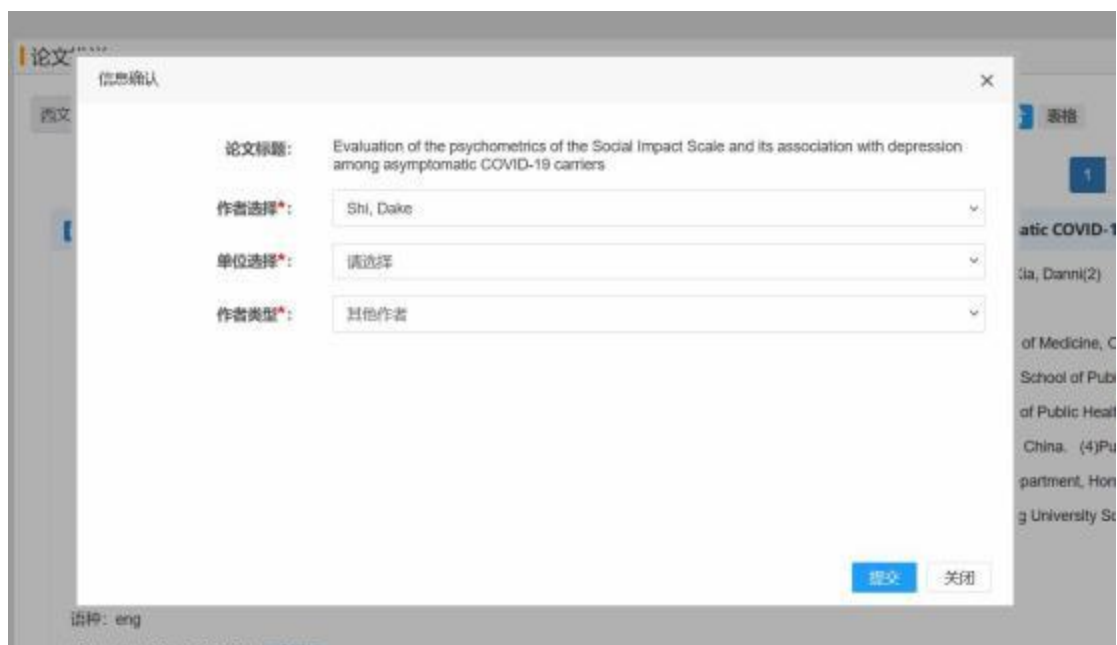 论文
信息确认
×
西文
表格
论文标题: Evaluation of the psychometrics of the Social Impact Scale and its association with depression
among asymptomatic COVID-19 carriers
1
作者选择*: Shi, Dake
atic COVID-1
单位选择*: 请选择
Danni(2)
作者类型*: 其他作者
of Medicine, C
School of Pub
of Public Healt
China. (4)Pu
partment, Hon
g University Sc
提交 关闭
语种: eng